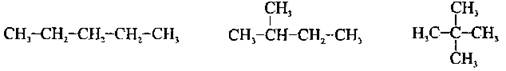 CH₃ CH₃
CH₃-CH₂-CH₂-CH₂-CH₃ CH₃-CH-CH₂-CH₃ H₃C-C-CH₃
CH₃